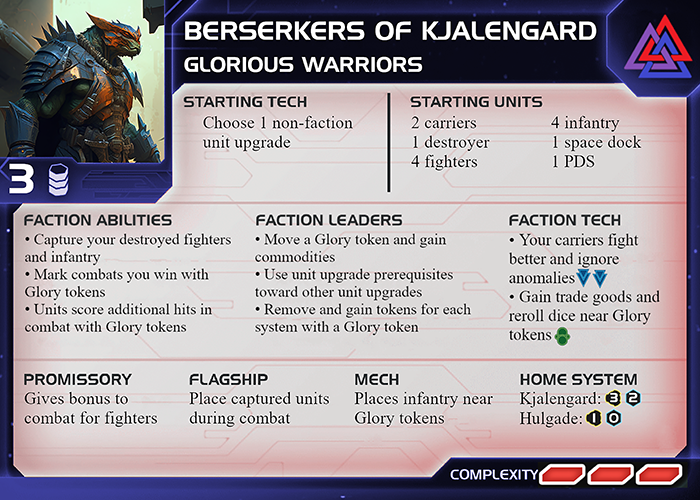 BERSERKERS OF KJALENGARD
GLORIOUS WARRIORS
3
STARTING TECH
Choose 1 non-faction
unit upgrade
STARTING UNITS
2 carriers
1 destroyer
4 fighters
4 infantry
1 space dock
1 PDS
FACTION ABILITIES
• Capture your destroyed fighters
and infantry
• Mark combats you win with
Glory tokens
• Units score additional hits in
combat with Glory tokens
FACTION LEADERS
• Move a Glory token and gain
commodities
• Use unit upgrade prerequisites
toward other unit upgrades
• Remove and gain tokens for each
system with a Glory token
FACTION TECH
• Your carriers fight
better and ignore
anomalies
• Gain trade goods and
reroll dice near Glory
tokens
PROMISSORY
Gives bonus to
combat for fighters
FLAGSHIP
Place captured units
during combat
MECH
Places infantry near
Glory tokens
HOME SYSTEM
Kjalengard: 3 2
Hulgade: 1 0
COMPLEXITY